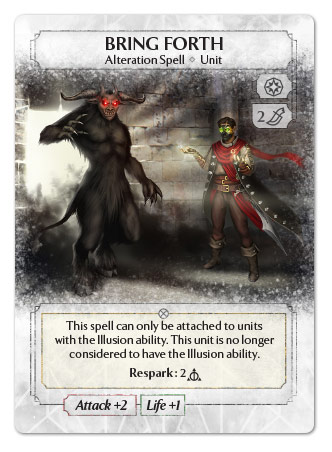 BRING FORTH
Alteration Spell ◇ Unit
2
This spell can only be attached to units
with the Illusion ability. This unit is no longer
considered to have the Illusion ability.
Respark: 2
Attack +2 Life +1